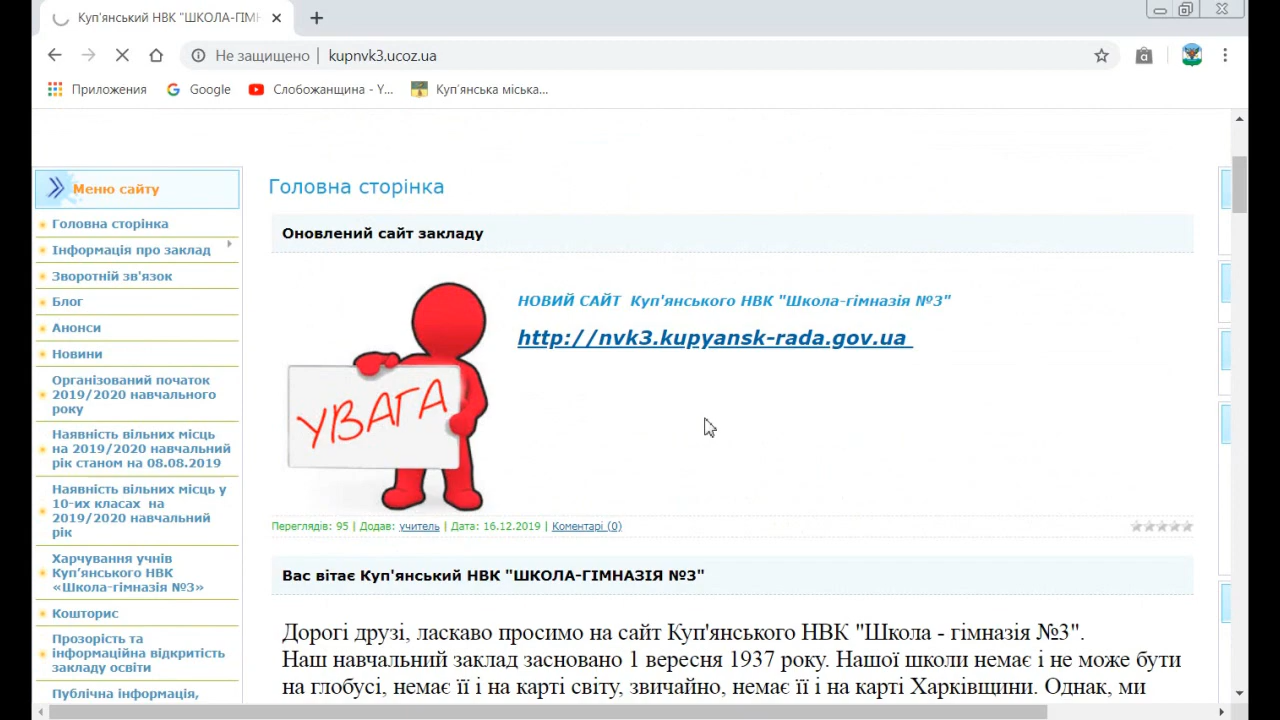 Куп'янський НВК "ШКОЛА-ГІМН
Не защищено
kupnvk3.ucoz.ua
Приложения
Google
Слобожанщина - Y...
Куп'янська міська...
Меню сайту
Головна сторінка
Інформація про заклад
Зворотній зв'язок
Блог
Анонси
Новини
Організований початок
2019/2020 навчального
року
Наявність вільних місць
на 2019/2020 навчальний
рік станом на 08.08.2019
Наявність вільних місць у
10-их класах на
2019/2020 навчальний
рік
Харчування учнів
Куп'янського НВК
«Школа-гімназія №3»
Кошторис
Прозорість та
інформаційна відкритість
закладу освіти
Публічна інформація,
Головна сторінка
Оновлений сайт закладу
УВАГА
НОВИЙ САЙТ Куп'янського НВК "Школа-гімназія №3"
http://nvk3.kupyansk-rada.gov.ua
Переглядів: 95 | Додав: учитель | Дата: 16.12.2019 | Коментарі (0)
Вас вітає Куп'янський НВК "ШКОЛА-ГІМНАЗІЯ №3"
Дорогі друзі, ласкаво просимо на сайт Куп'янського НВК "Школа - гімназія №3".
Наш навчальний заклад засновано 1 вересня 1937 року. Нашої школи немає і не може бути
на глобусі, немає її і на карті світу, звичайно, немає її і на карті Харківщини. Однак, ми